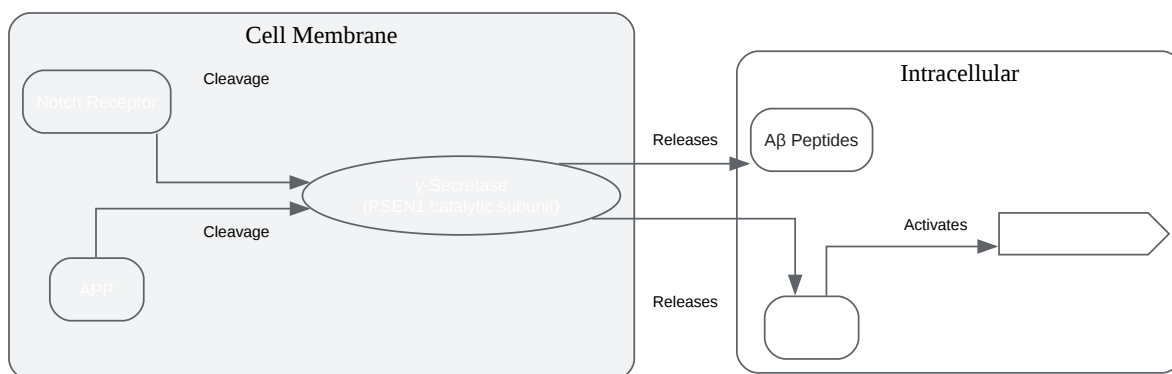 Cell Membrane
Cleavage
Notch Receptor
γ-Secretase
(PSEN1 catalytic subunit)
Cleavage
APP
Intracellular
Releases
Aβ Peptides
Activates
Releases